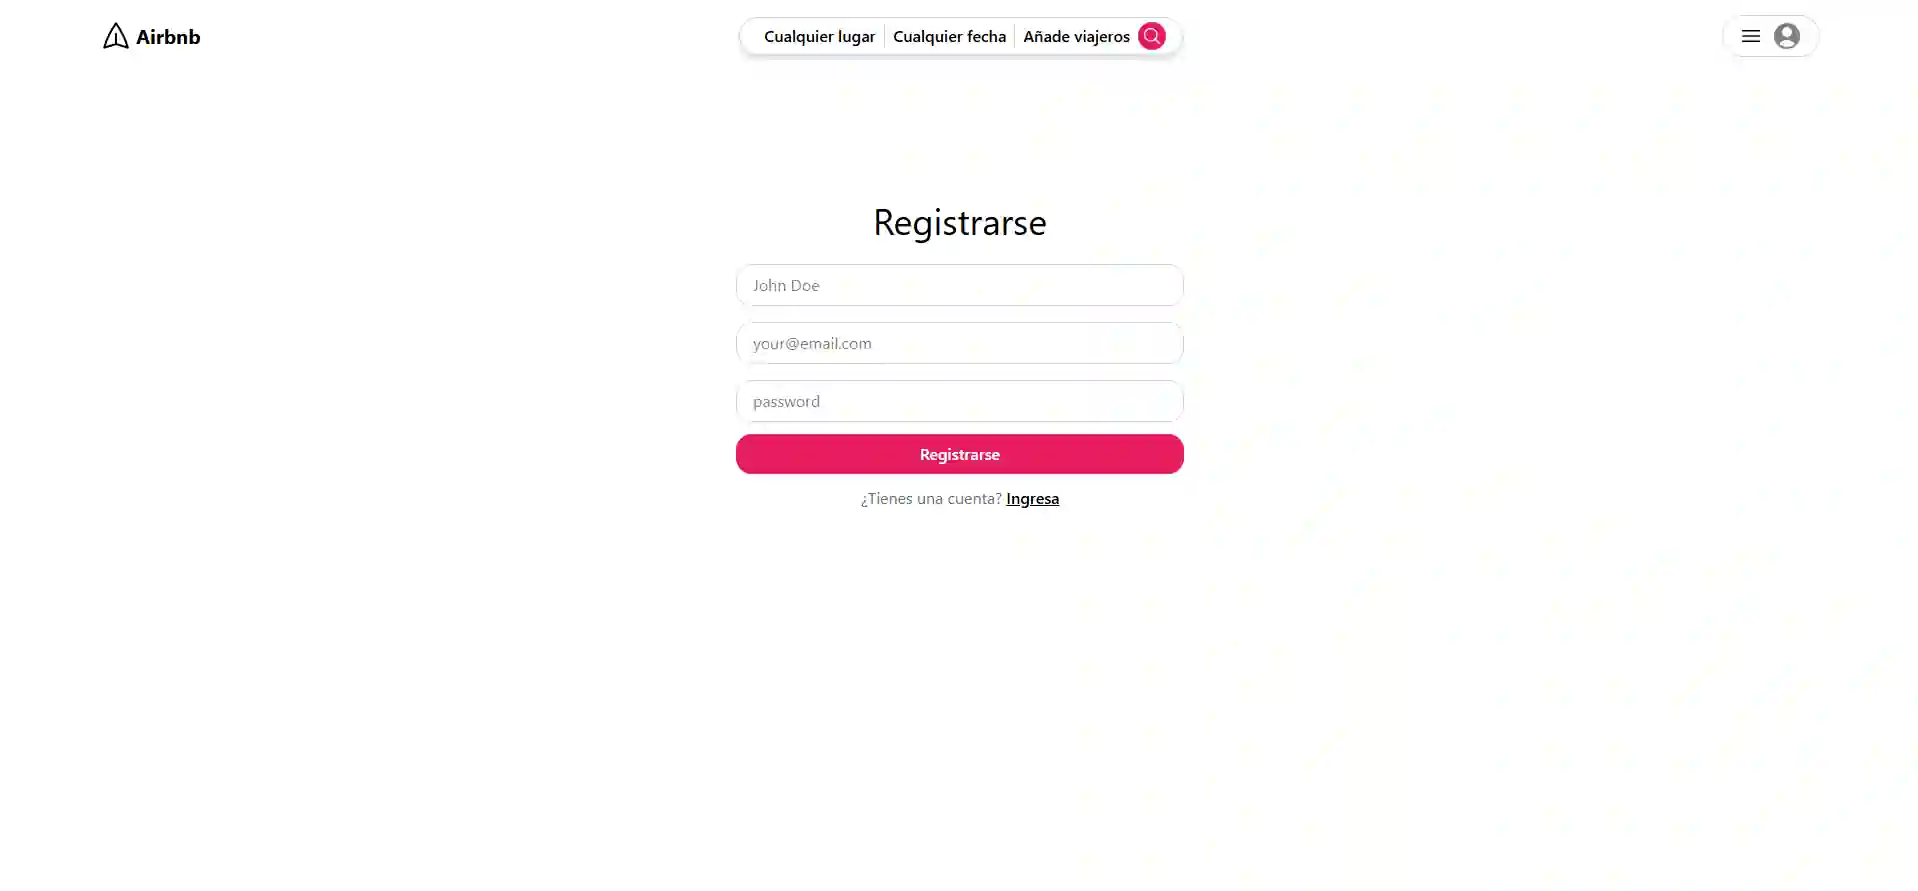 Airbnb
Cualquier lugar Cualquier fecha Añade viajeros
Registrarse
John Doe
your@email.com
password
Registrarse
¿Tienes una cuenta? Ingresa